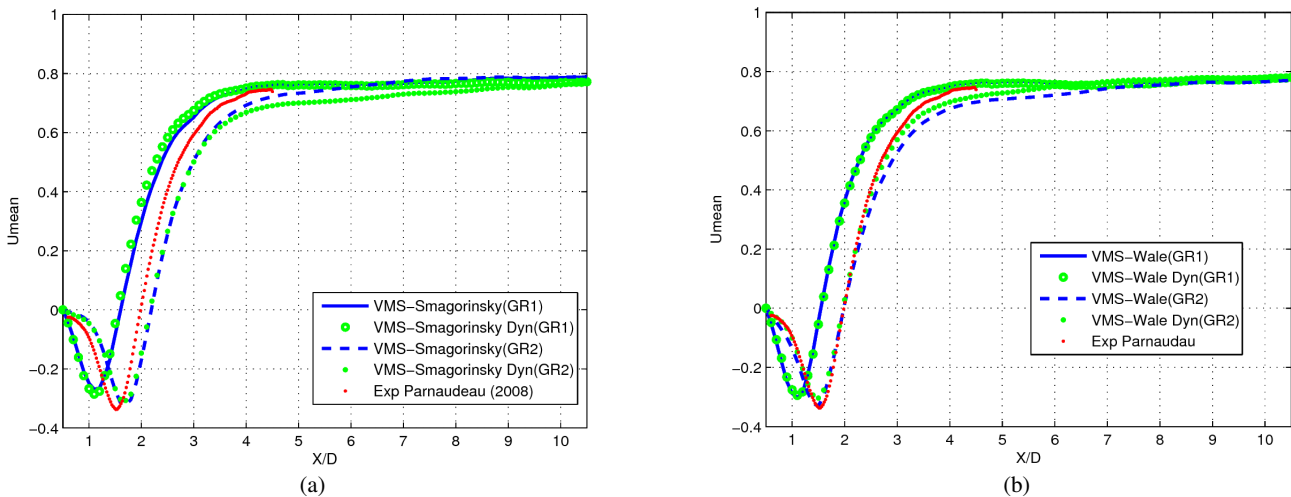 1
0.8
0.6
0.4
0.2
0
−0.2
−0.4
Umean
1 2 3 4 5 6 7 8 9 10
X/D
VMS−Smagorinsky(GR1)
VMS−Smagorinsky Dyn(GR1)
VMS−Smagorinsky(GR2)
VMS−Smagorinsky Dyn(GR2)
Exp Parnaudeau (2008)
(a)
1
0.8
0.6
0.4
0.2
0
−0.2
−0.4
Umean
1 2 3 4 5 6 7 8 9 10
X/D
VMS−Wale(GR1)
VMS−Wale Dyn(GR1)
VMS−Wale(GR2)
VMS−Wale Dyn(GR2)
Exp Parnaudau
(b)